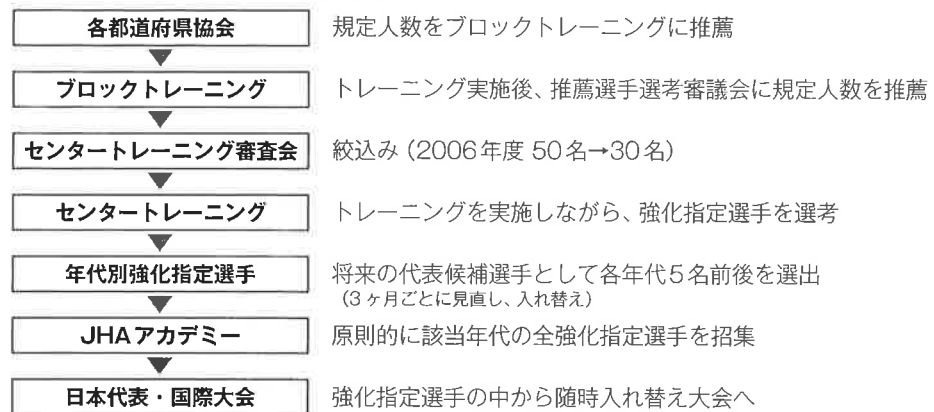 各都道府県協会 規定人数をブロックトレーニングに推薦
ブロックトレーニング トレーニング実施後、推薦選手選考審議会に規定人数を推薦
センタートレーニング審査会 絞込み（2006年度 50名→30名）
センタートレーニング トレーニングを実施しながら、強化指定選手を選考
年代別強化指定選手 将来の代表候補選手として各年代5名前後を選出
（3ヶ月ごとに見直し、入れ替え）
JHAアカデミー 原則的に該当年代の全強化指定選手を招集
日本代表・国際大会 強化指定選手の中から随時入れ替え大会へ